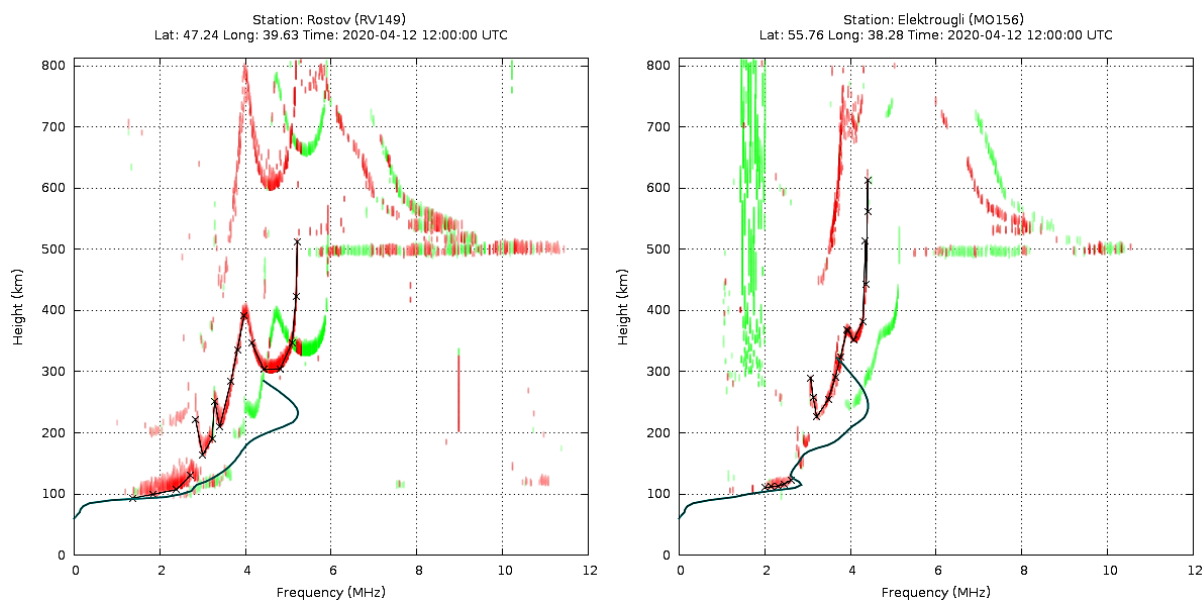 Station: Rostov (RV149)
Lat: 47.24 Long: 39.63 Time: 2020-04-12 12:00:00 UTC
800
700
600
500
400
300
200
100
0
Height (km)
0 2 4 6 8 10 12
Frequency (MHz)
Station: Elektrougli (MO156)
Lat: 55.76 Long: 38.28 Time: 2020-04-12 12:00:00 UTC
800
700
600
500
400
300
200
100
0
Height (km)
0 2 4 6 8 10 12
Frequency (MHz)